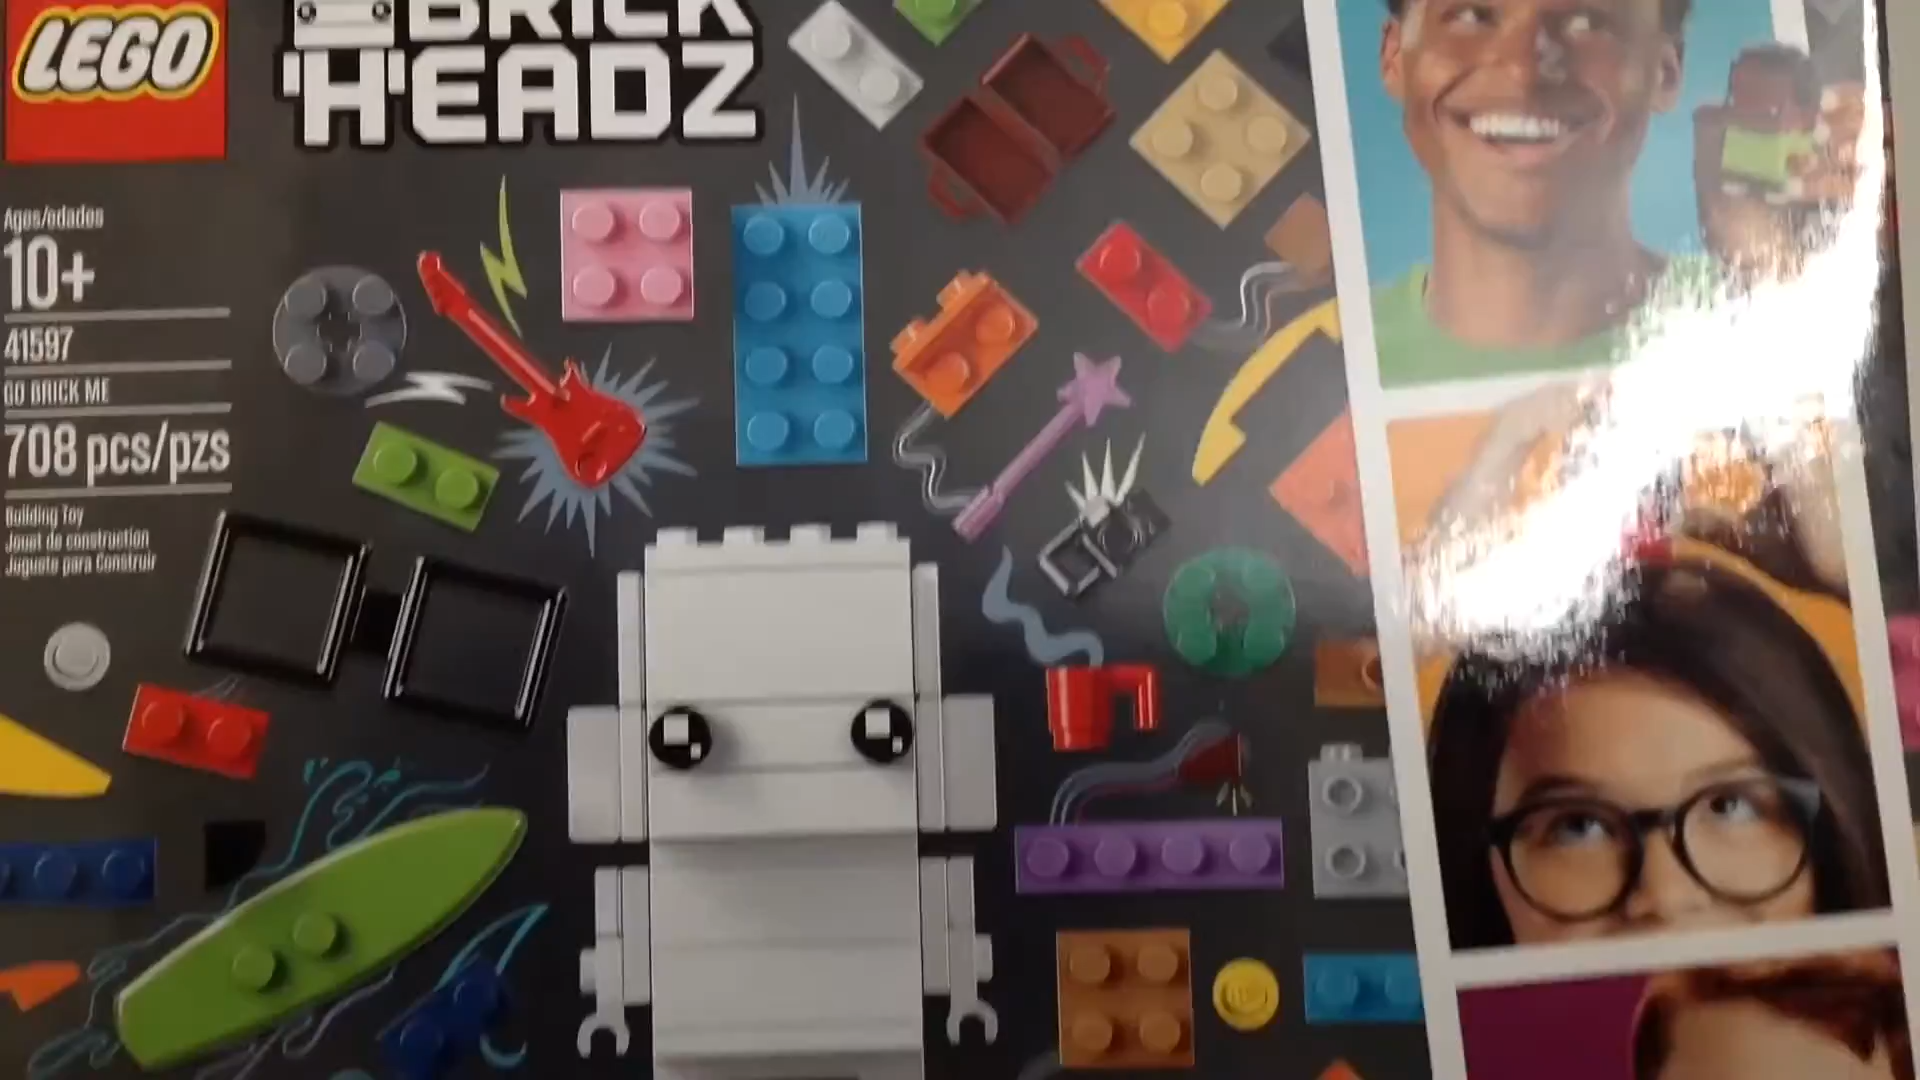 LEGO
BRICK
HEADZ
Ages/edades
10+
41597
GO BRICK ME
708 pcs/pzs
Building Toy
Jouet de construction
Juguete para Construir